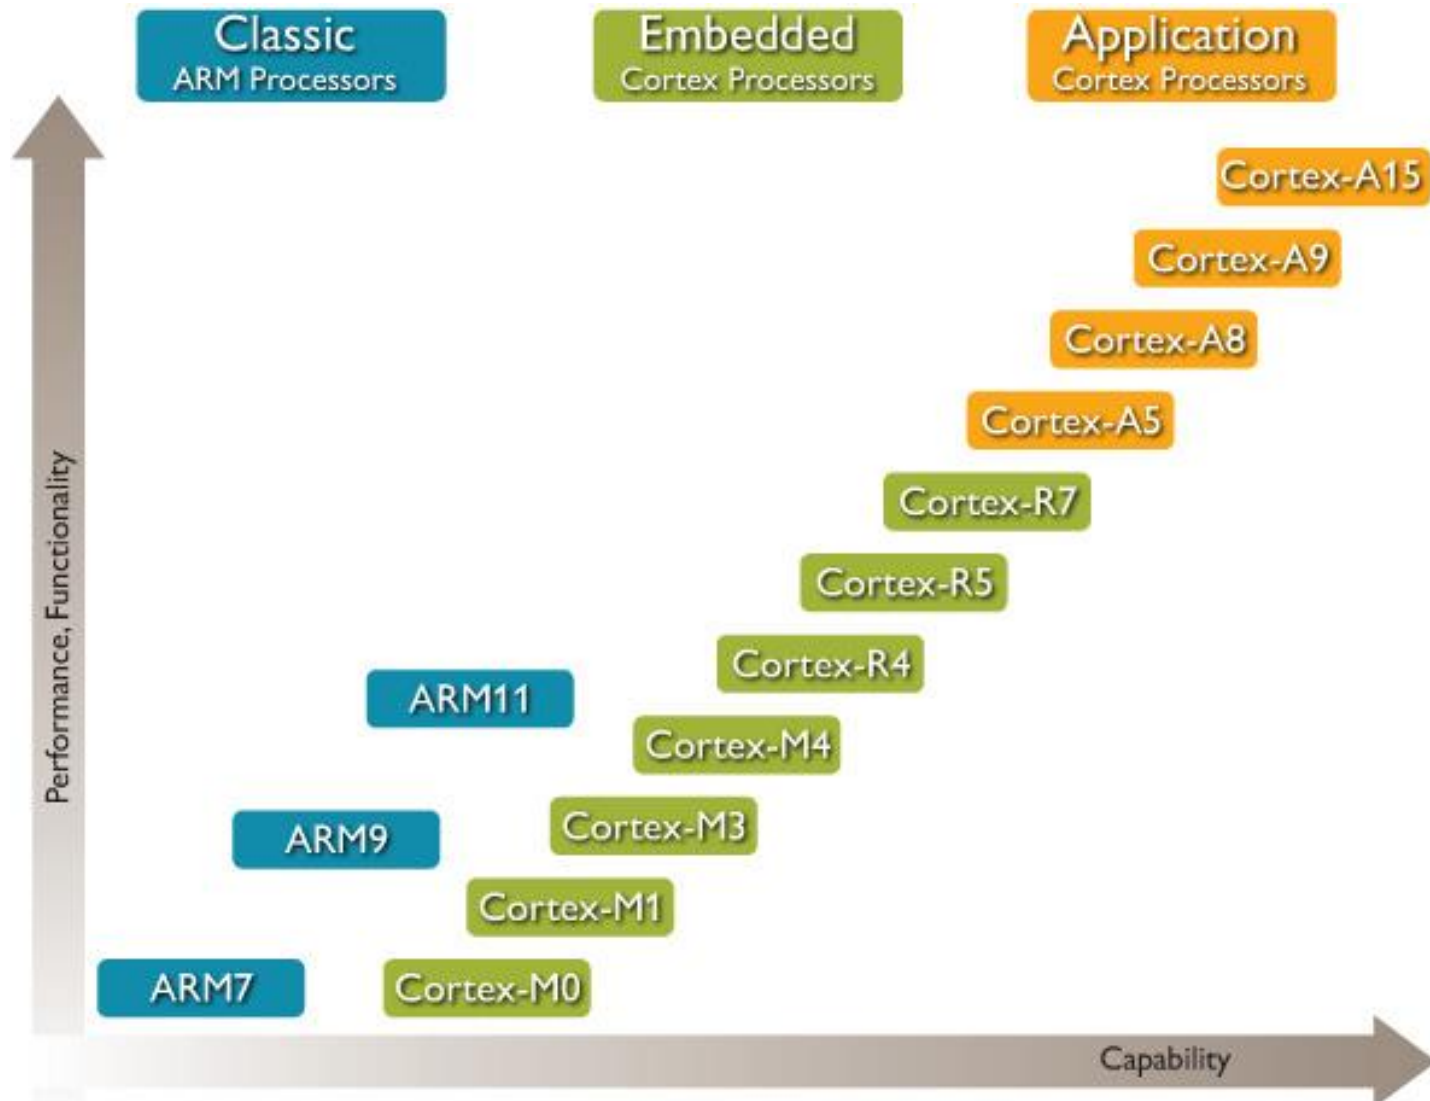 Classic
ARM Processors
Embedded
Cortex Processors
Application
Cortex Processors
Cortex-A15
Cortex-A9
Cortex-A8
Cortex-A5
Cortex-R7
Cortex-R5
Cortex-R4
ARM11
Cortex-M4
Cortex-M3
ARM9
Cortex-M1
ARM7
Cortex-M0
Performance, Functionality
Capability